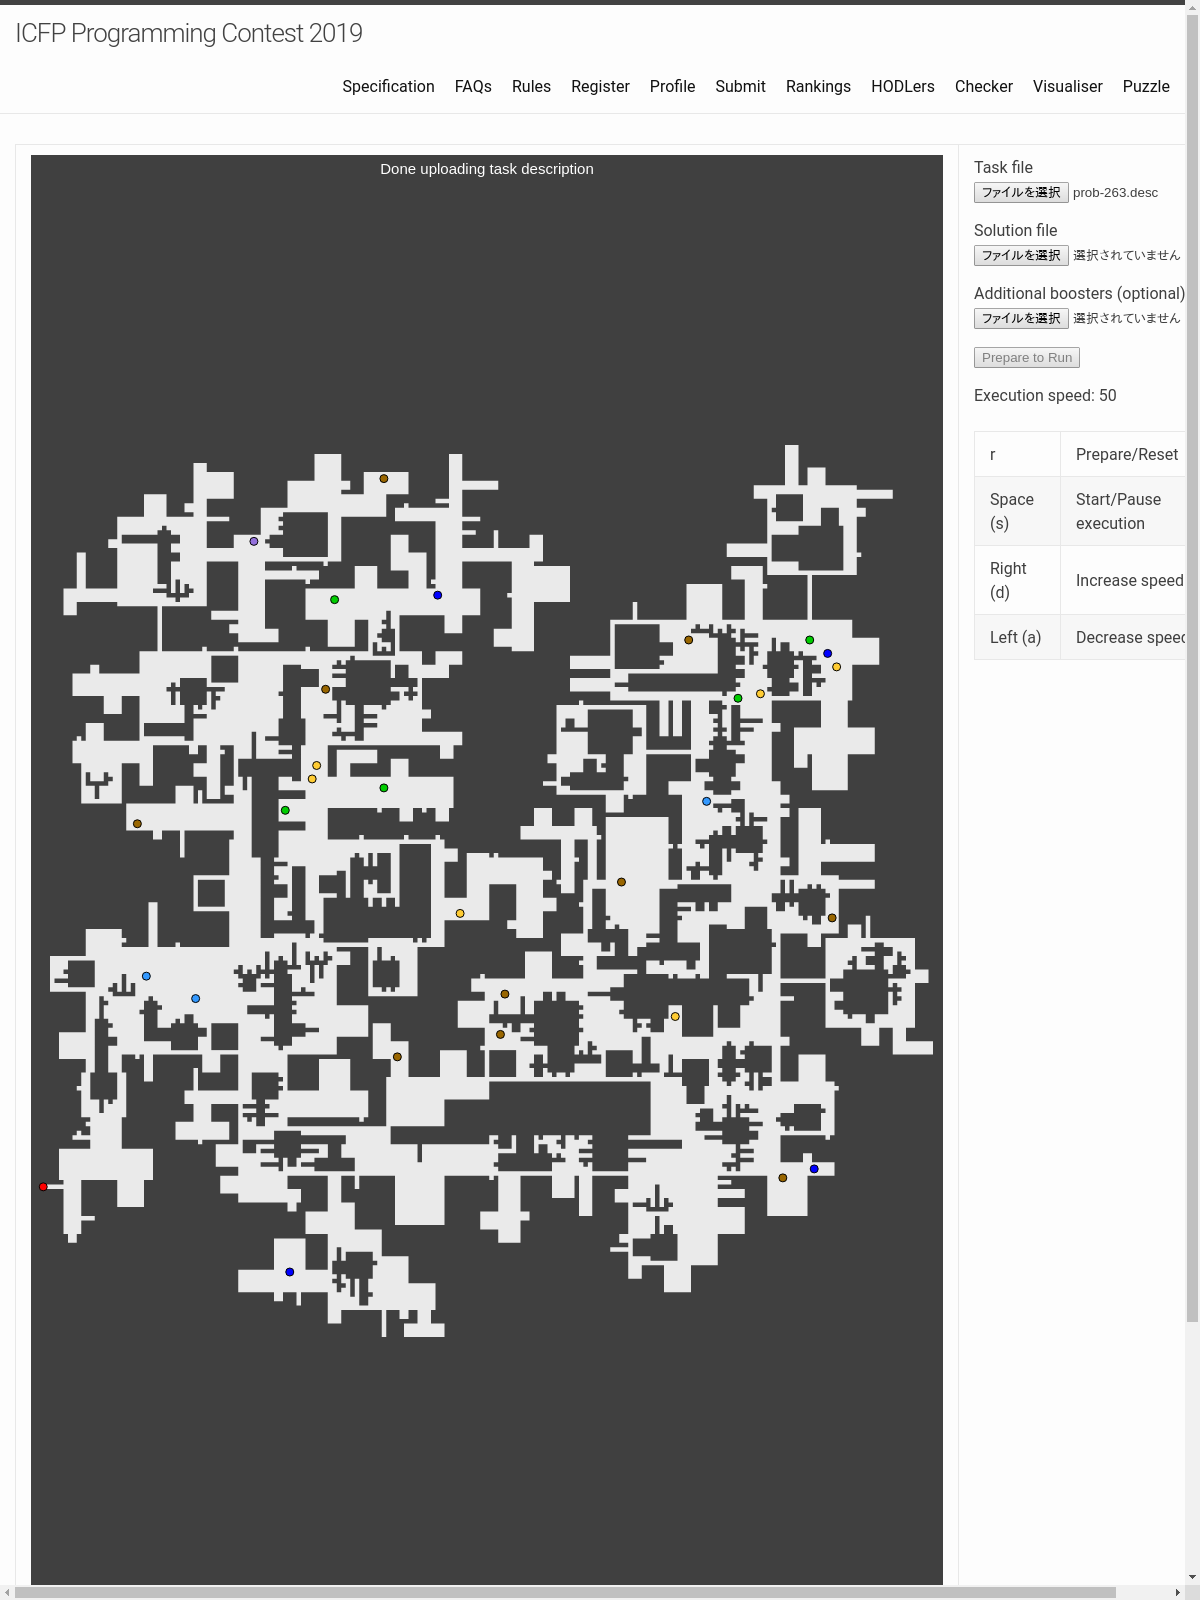 ICFP Programming Contest 2019
Specification FAQs Rules Register Profile Submit Rankings HODLers Checker Visualiser Puzzle
Done uploading task description
Task file
ファイルを選択 prob-263.desc
Solution file
ファイルを選択 選択されていません
Additional boosters (optional)
ファイルを選択 選択されていません
Prepare to Run
Execution speed: 50
r Prepare/Reset
Space Start/Pause
(s) execution
Right Increase speed
(d)
Left (a) Decrease speed